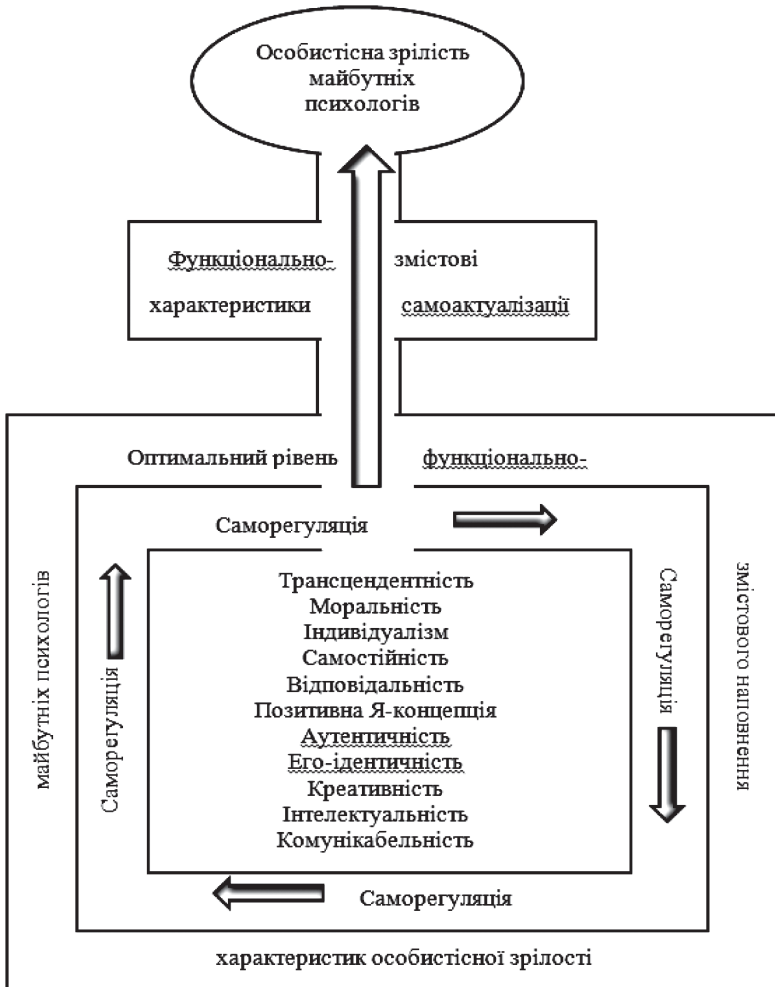 Особистісна зрілість
майбутніх
психологів
Функціонально- змістові
характеристики самоактуалізації
Оптимальний рівень функціонально-
змістового наповнення
характеристик особистісної зрілості
майбутніх психологів
Саморегуляція
Саморегуляція
Саморегуляція
Саморегуляція
Трансцендентність
Моральність
Індивідуалізм
Самостійність
Відповідальність
Позитивна Я-концепція
Аутентичність
Его-ідентичність
Креативність
Інтелектуальність
Комунікабельність